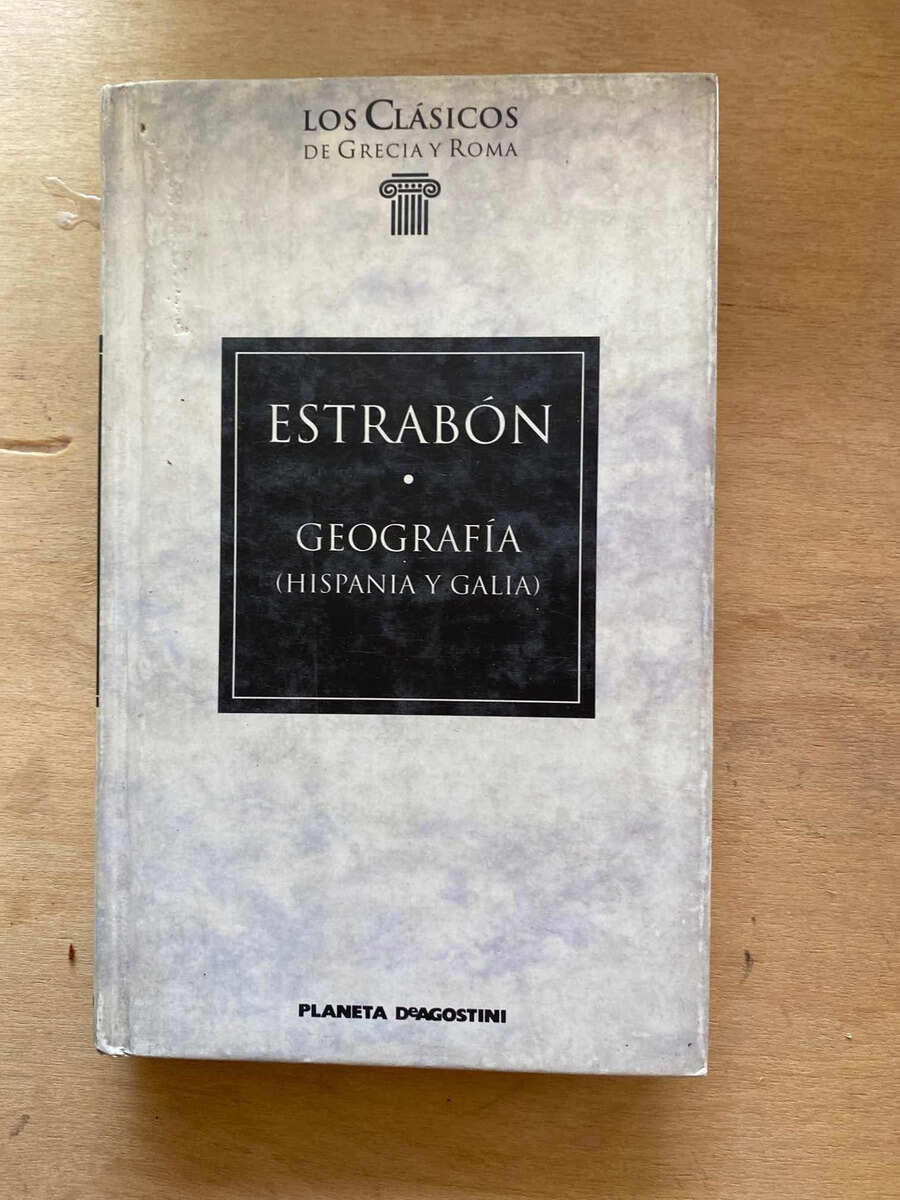 LOS CLÁSICOS
DE GRECIA Y ROMA
ESTRABÓN
•
GEOGRAFÍA
(HISPANIA Y GALIA)
PLANETA DeAGOSTINI